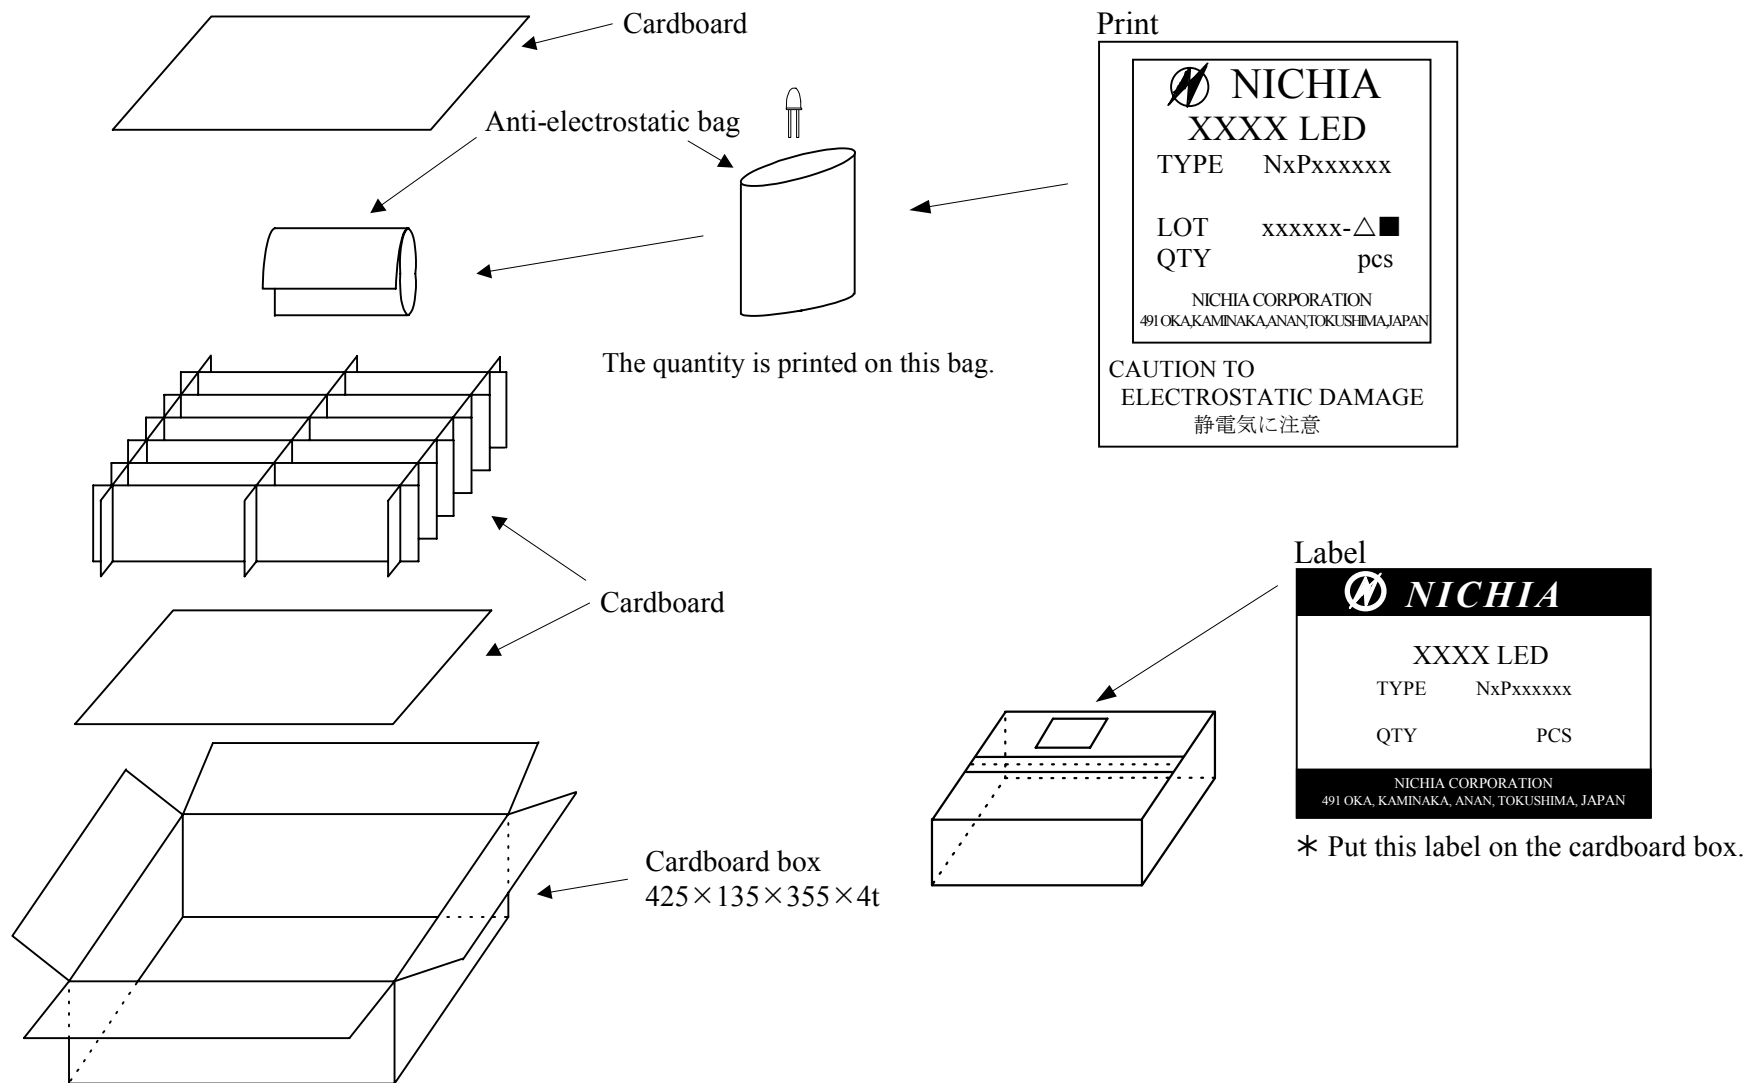 Cardboard
Print
NICHIA
XXXX LED
TYPE NxPxxxxxx
LOT xxxxxx-△■
QTY pcs
NICHIA CORPORATION
491 OKA,KAMINAKA,ANAN,TOKUSHIMA,JAPAN
CAUTION TO
ELECTROSTATIC DAMAGE
静電気に注意
Anti-electrostatic bag
The quantity is printed on this bag.
Cardboard
Label
NICHIA
XXXX LED
TYPE NxPxxxxxx
QTY PCS
NICHIA CORPORATION
491 OKA, KAMINAKA, ANAN, TOKUSHIMA, JAPAN
＊ Put this label on the cardboard box.
Cardboard box
425×135×355×4t